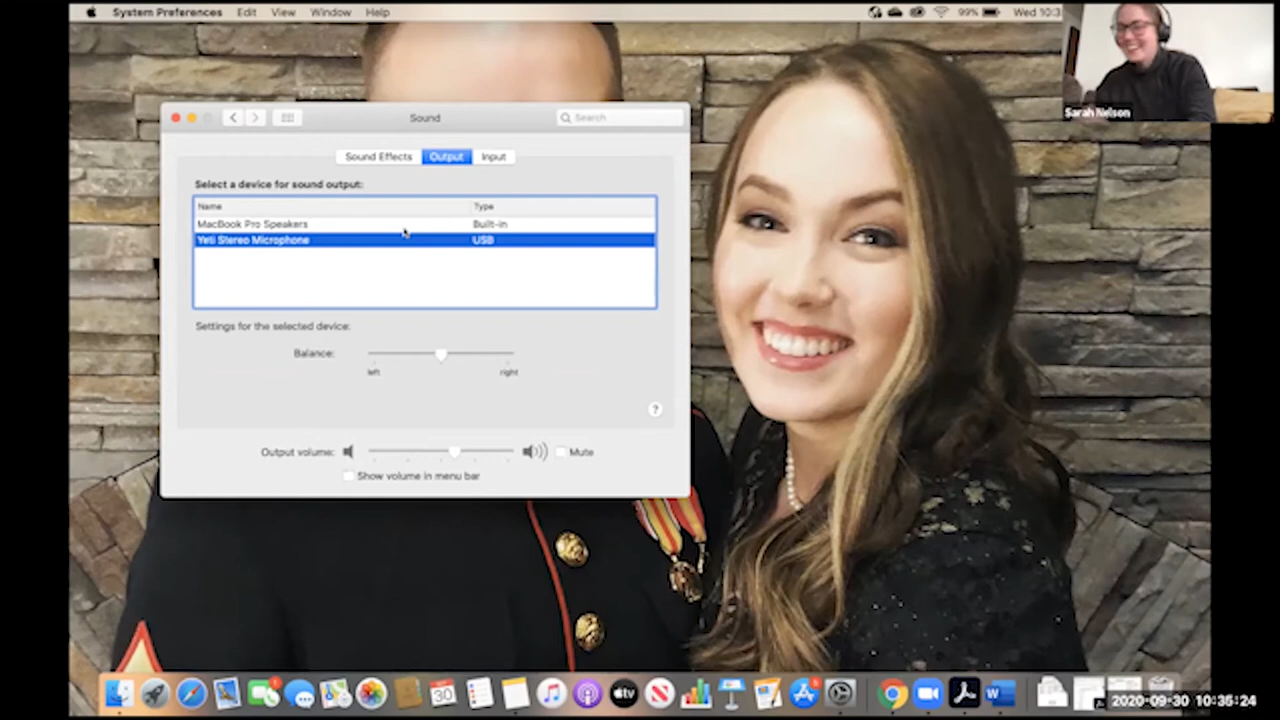 System Preferences Edit View Window Help
99% Wed 10:3
Sarah Nelson
Sound
Search
Sound Effects Output Input
Select a device for sound output:
Name Type
MacBook Pro Speakers Built-in
Yeti Stereo Microphone USB
Settings for the selected device:
Balance:
left right
?
Output volume: Mute
Show volume in menu bar
30
tv
W
2020-09-30 10:35:24